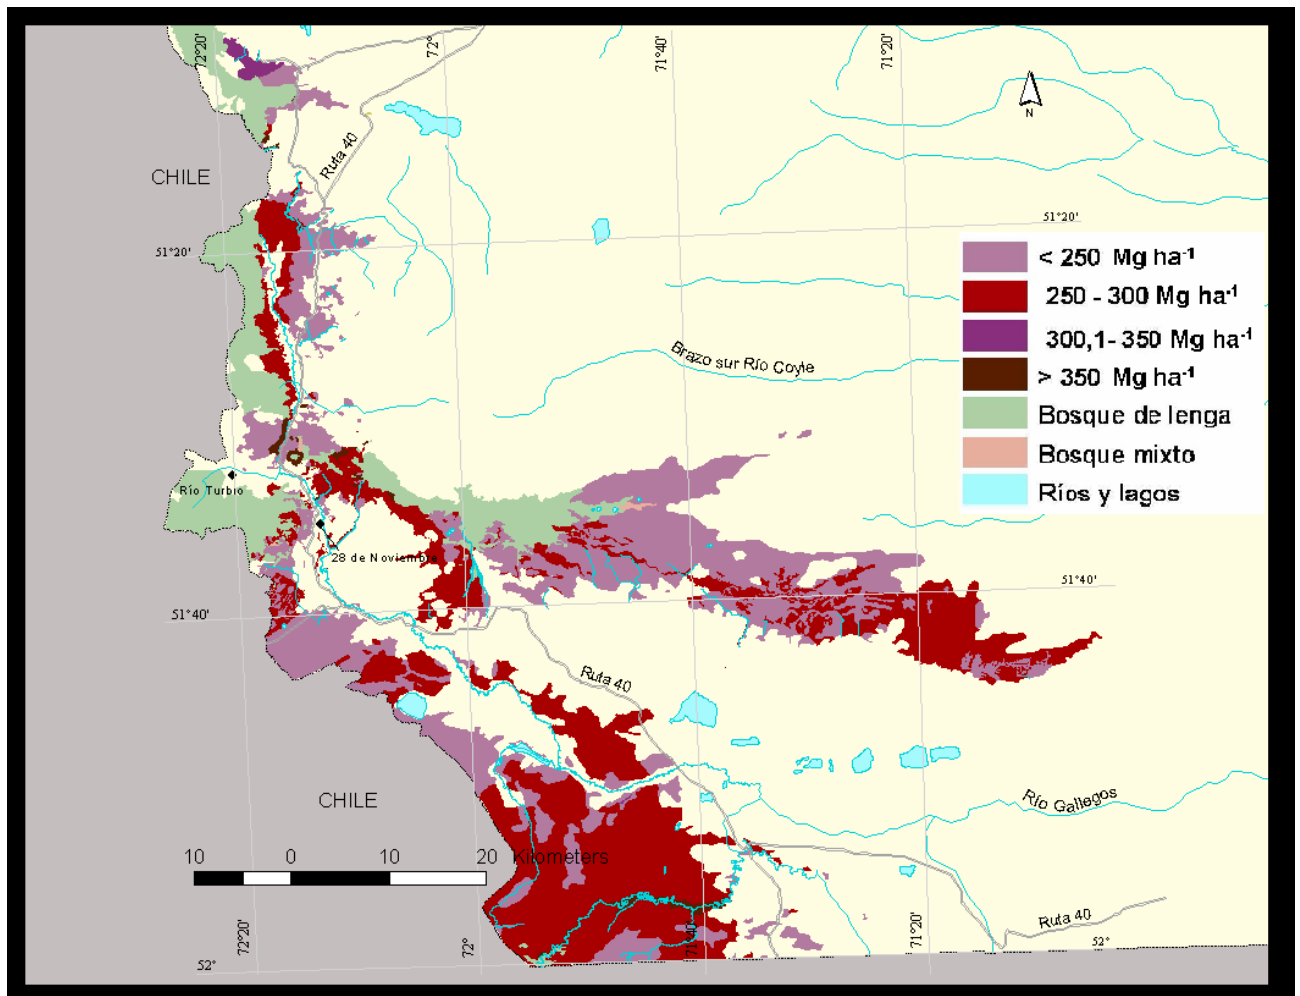 72°20'
72°
71°40'
71°20'
N
Ruta 40
CHILE
51°20'
51°20'
< 250 Mg ha-1
250 - 300 Mg ha-1
300,1- 350 Mg ha-1
> 350 Mg ha-1
Bosque de lenga
Bosque mixto
Ríos y lagos
Brazo sur Río Coyle
Río Turbio
28 de Noviembre
51°40'
51°40'
Ruta 40
CHILE
Río Gallegos
10 0 10 20 Kilometers
Ruta 40
72°20'
72°
71°40'
71°20'
52°
52°